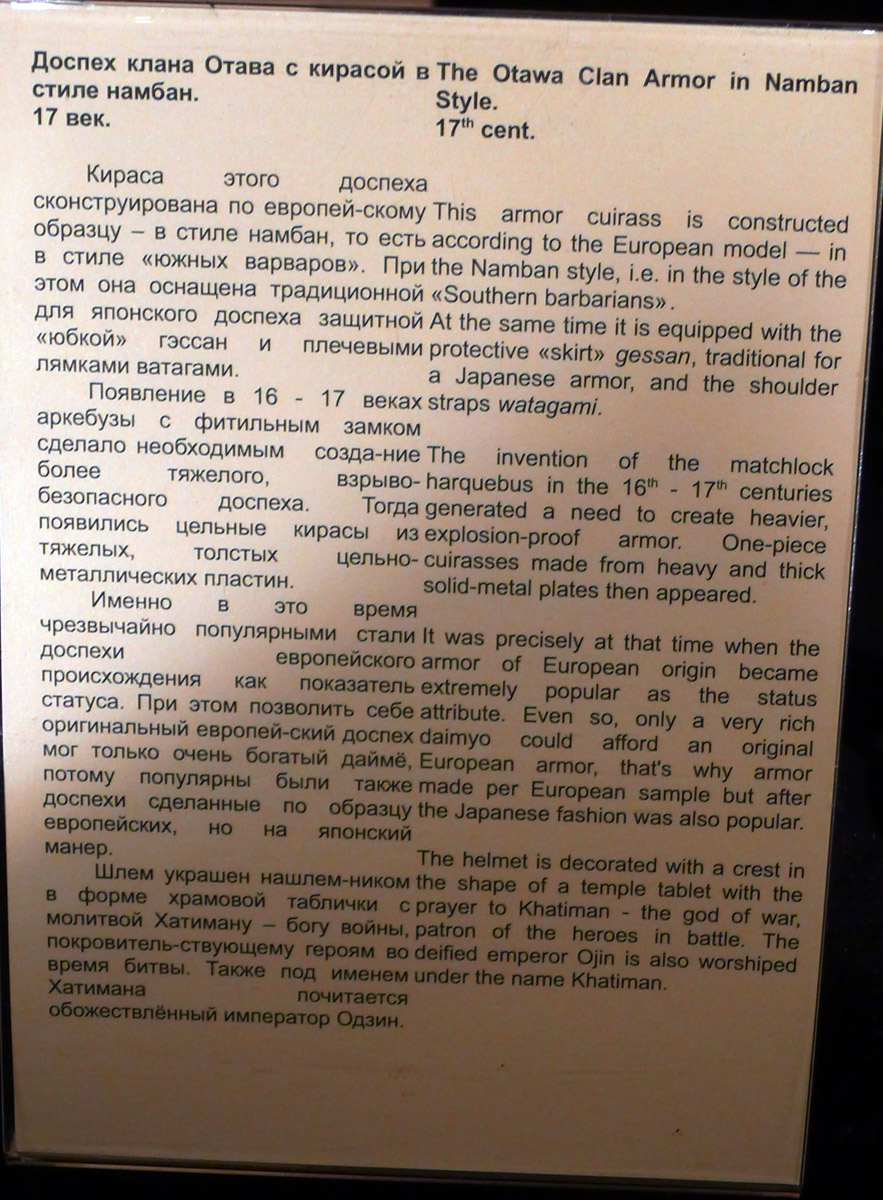 Доспех клана Отава с кирасой в
стиле намбан.
17 век.
Кираса этого доспеха
сконструирована по европей-скому
образцу – в стиле намбан, то есть
в стиле «южных варваров». При
этом она оснащена традиционной
для японского доспеха защитной
«юбкой» гэссан и плечевыми
лямками ватагами.
Появление в 16 - 17 веках
аркебузы с фитильным замком
сделало необходимым созда-ние
более тяжелого, взрыво-
безопасного доспеха. Тогда
появились цельные кирасы из
тяжелых, толстых цельно-
металлических пластин.
Именно в это время
чрезвычайно популярными стали
доспехи европейского
происхождения как показатель
статуса. При этом позволить себе
оригинальный европей-ский доспех
мог только очень богатый даймё,
потому популярны были также
доспехи сделанные по образцу
европейских, но на японский
манер.
Шлем украшен нашлем-ником
в форме храмовой таблички с
молитвой Хатиману – богу войны,
покровитель-ствующему героям во
время битвы. Также под именем
Хатимана почитается
обожествлённый император Одзин.
The Otawa Clan Armor in Namban
Style.
17th cent.
This armor cuirass is constructed
according to the European model — in
the Namban style, i.e. in the style of the
«Southern barbarians» .
At the same time it is equipped with the
protective «skirt» gessan, traditional for
a Japanese armor, and the shoulder
straps watagami.
The invention of the matchlock
harquebus in the 16th - 17th centuries
generated a need to create heavier,
explosion-proof armor. One-piece
cuirasses made from heavy and thick
solid-metal plates then appeared.
It was precisely at that time when the
armor of European origin became
extremely popular as the status
attribute. Even so, only a very rich
daimyo could afford an original
European armor, that's why armor
made per European sample but after
the Japanese fashion was also popular.
The helmet is decorated with a crest in
the shape of a temple tablet with the
prayer to Khatiman - the god of war,
patron of the heroes in battle. The
deified emperor Ojin is also worshiped
under the name Khatiman.